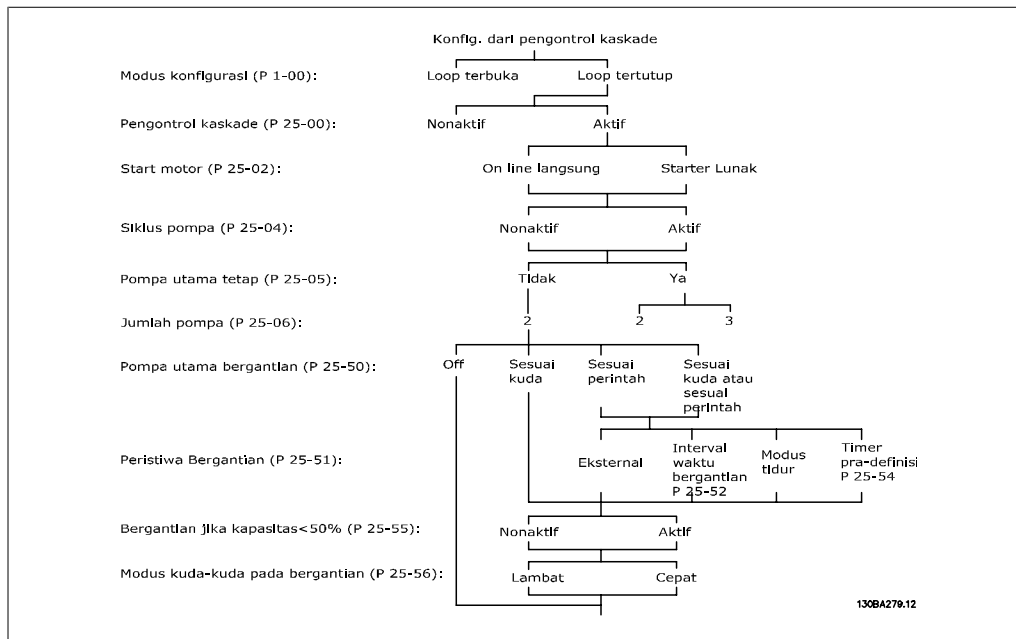 Konfig. dari pengontrol kaskade
Modus konfigurasi (P 1-00): Loop terbuka Loop tertutup
Pengontrol kaskade (P 25-00): Nonaktif Aktif
Start motor (P 25-02): On line langsung Starter Lunak
Siklus pompa (P 25-04): Nonaktif Aktif
Pompa utama tetap (P 25-05): Tidak Ya
Jumlah pompa (P 25-06): 2 2 3
Pompa utama bergantian (P 25-50): Off Sesuai kuda Sesuai perintah Sesuai kuda atau sesuai perintah
Peristiwa Bergantian (P 25-51): Eksternal Interval waktu bergantian P 25-52 Modus tidur Timer pra-definisi P 25-54
Bergantian jika kapasitas<50% (P 25-55): Nonaktif Aktif
Modus kuda-kuda pada bergantian (P 25-56): Lambat Cepat
130BA279.12